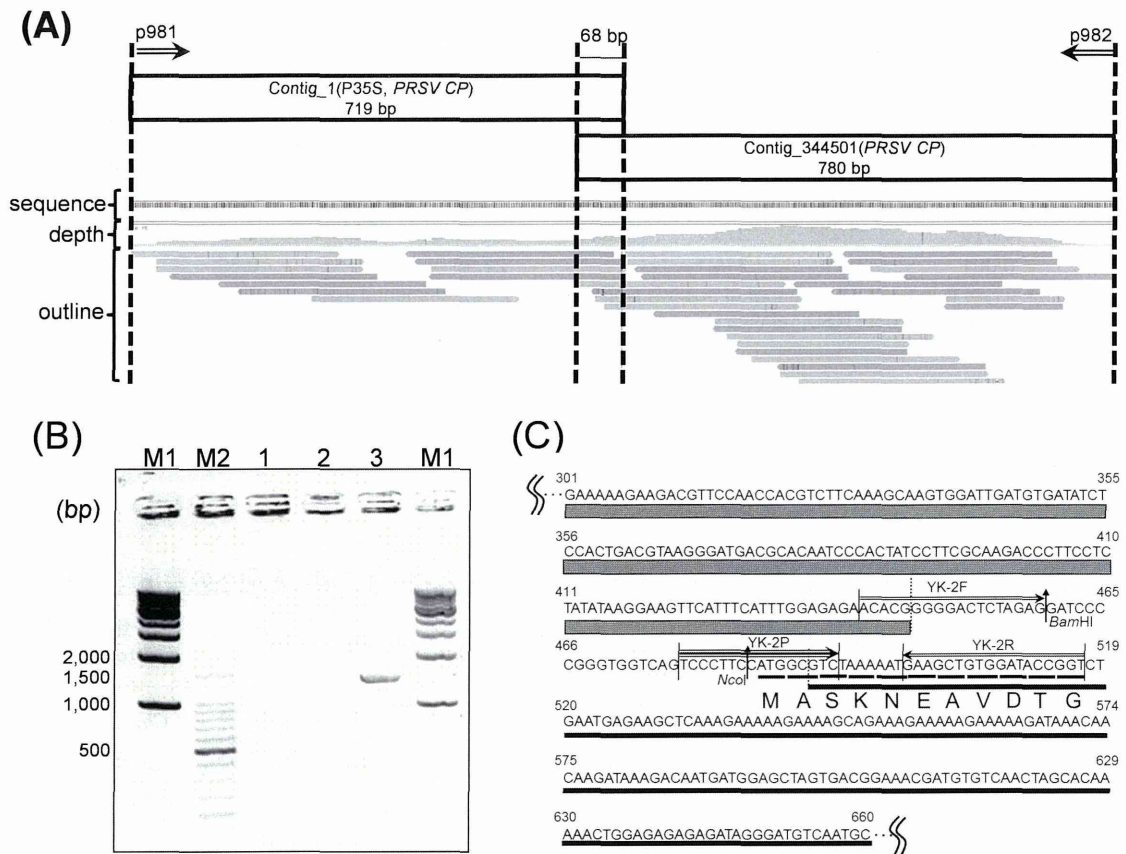 (A)
p981
68 bp
p982
Contig_1(P35S, PRSV CP)
719 bp
Contig_344501(PRSV CP)
780 bp
sequence
depth
outline
(B)
M1 M2 1 2 3 M1
(bp)
2,000
1,500
1,000
500
(C)
301 355
···GAAAAAGAAGACGTTCCAACCACGTCTTCAAAGCAAGTGGATTGATGTGATATCT
356 410
CCACTGACGTAAGGGATGACGCACAATCCCACTATCCTTCGCAAGACCCTTCCTC
411 YK-2F 465
TATATAAGGAAGTTCATTTCATTTGGAGAGAACACGGGGGACTCTAGAGGATCCC
BamHI
466 YK-2P YK-2R 519
CGGGTGGTCAGTCCCTTCCATGGCGTCTAAAAATGAAGCTGTGGATACCGGTCT
NcoI
M A S K N E A V D T G
520 574
GAATGAGAAGCTCAAAGAAAAAGAAAAGCAGAAAGAAAAAGAAAAAGATAAACAA
575 629
CAAGATAAAGACAATGATGGAGCTAGTGACGGAAACGATGTGTCAACTAGCACAA
630 660
AAACTGGAGAGAGAGATAGGGATGTCAATGC···